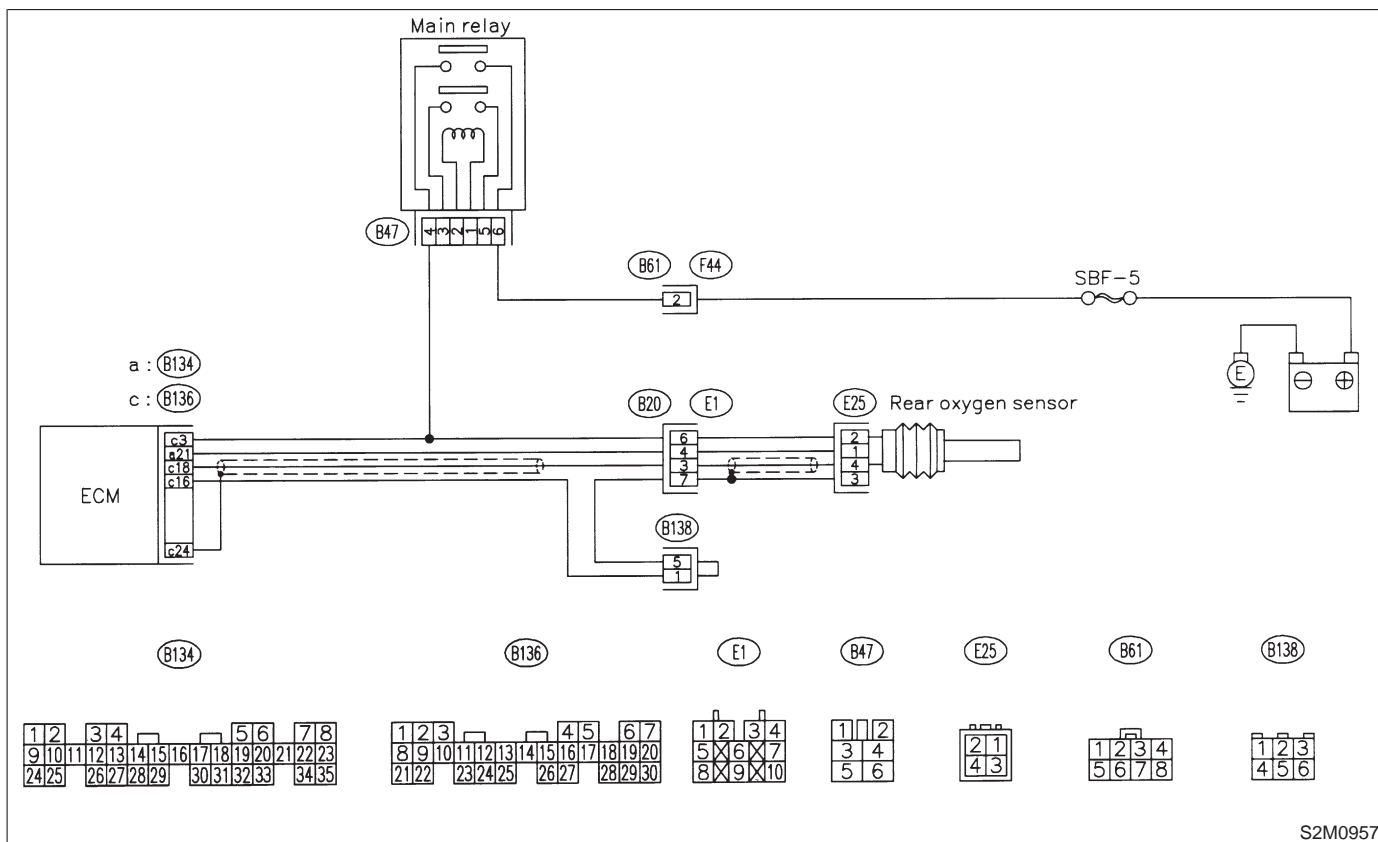 Main relay
B47
4 3 2 1 5 6
B61 F44
2
SBF-5
a : B134
c : B136
E
⊖ ⊕
B20 E1
E25 Rear oxygen sensor
c3
a21
c18
c16
c24
ECM
6
4
3
7
2
1
4
3
B138
5
1
B134 B136 E1 B47 E25 B61 B138
1 2 3 4 5 6 7 8
9 10 11 12 13 14 15 16 17 18 19 20 21 22 23
24 25 26 27 28 29 30 31 32 33 34 35
1 2 3 4 5 6 7
8 9 10 11 12 13 14 15 16 17 18 19 20
21 22 23 24 25 26 27 28 29 30
1 2 3 4
5 6 7
8 9 10
1 2
3 4
5 6
2 1
4 3
1 2 3 4
5 6 7 8
1 2 3
4 5 6
S2M0957